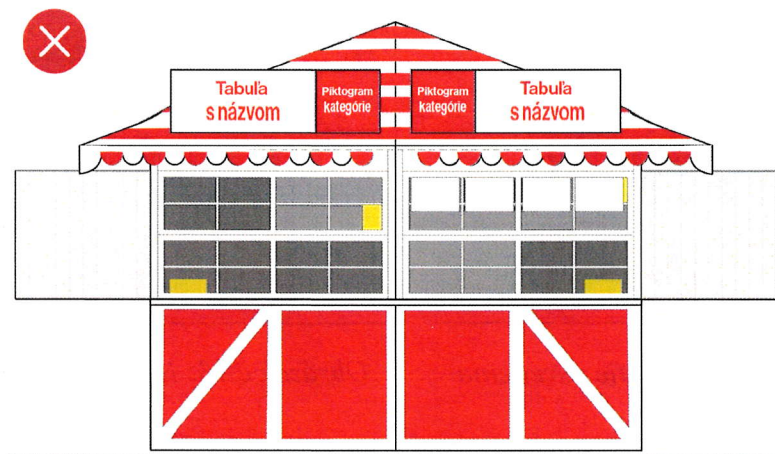 Tabuľa
s názvom
Piktogram
kategórie
Piktogram
kategórie
Tabuľa
s názvom